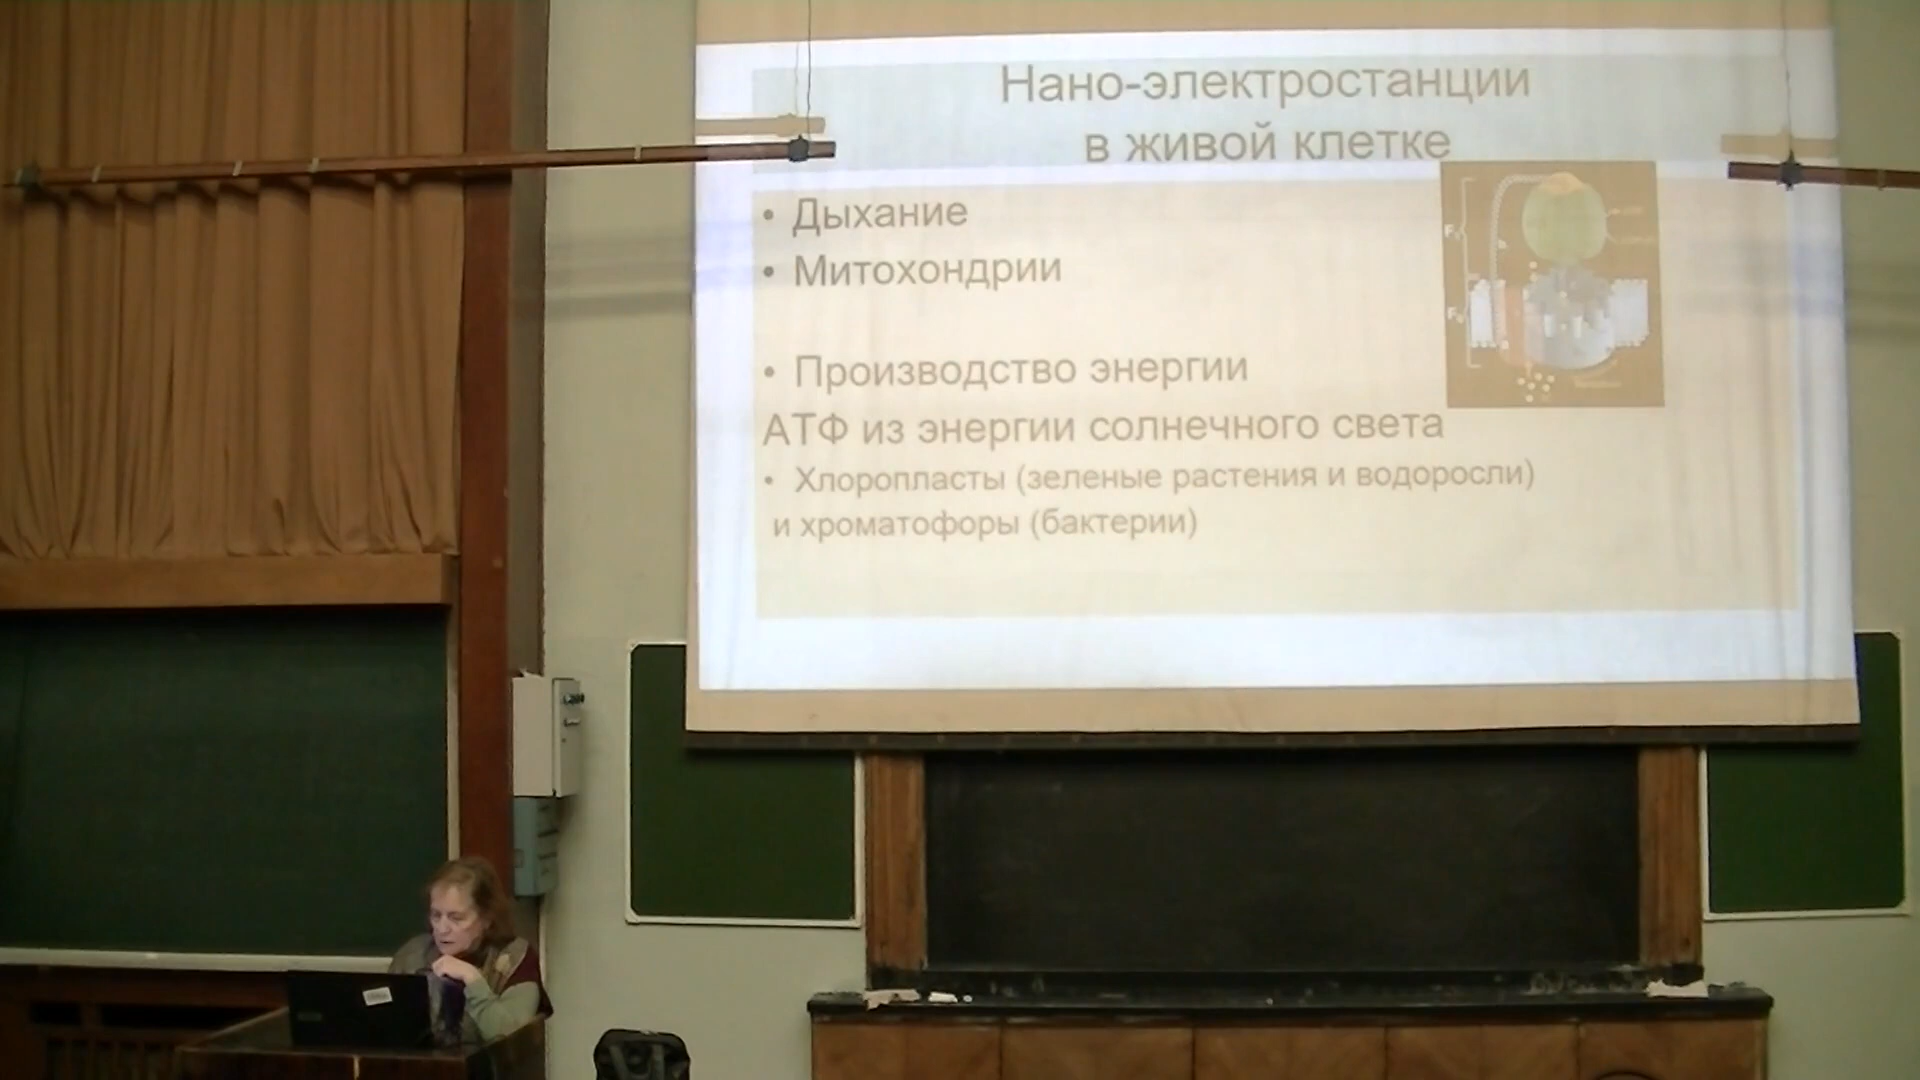 Нано-электростанции
в живой клетке
• Дыхание
• Митохондрии
• Производство энергии
АТФ из энергии солнечного света
• Хлоропласты (зеленые растения и водоросли)
и хроматофоры (бактерии)